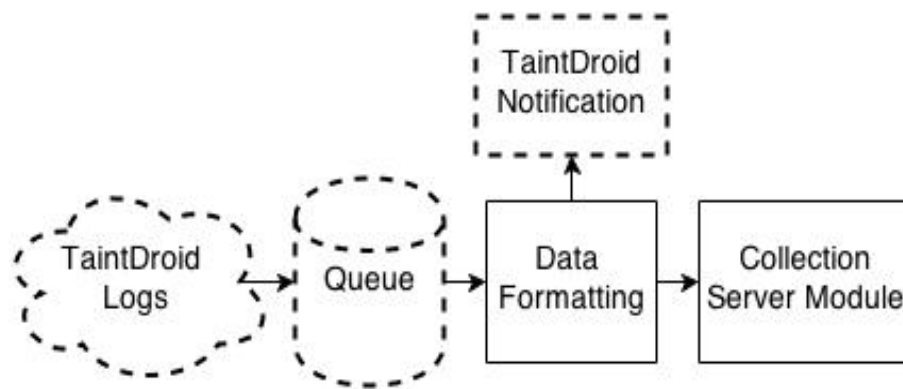 TaintDroid
Notification
TaintDroid
Logs
Queue
Data
Formatting
Collection
Server Module